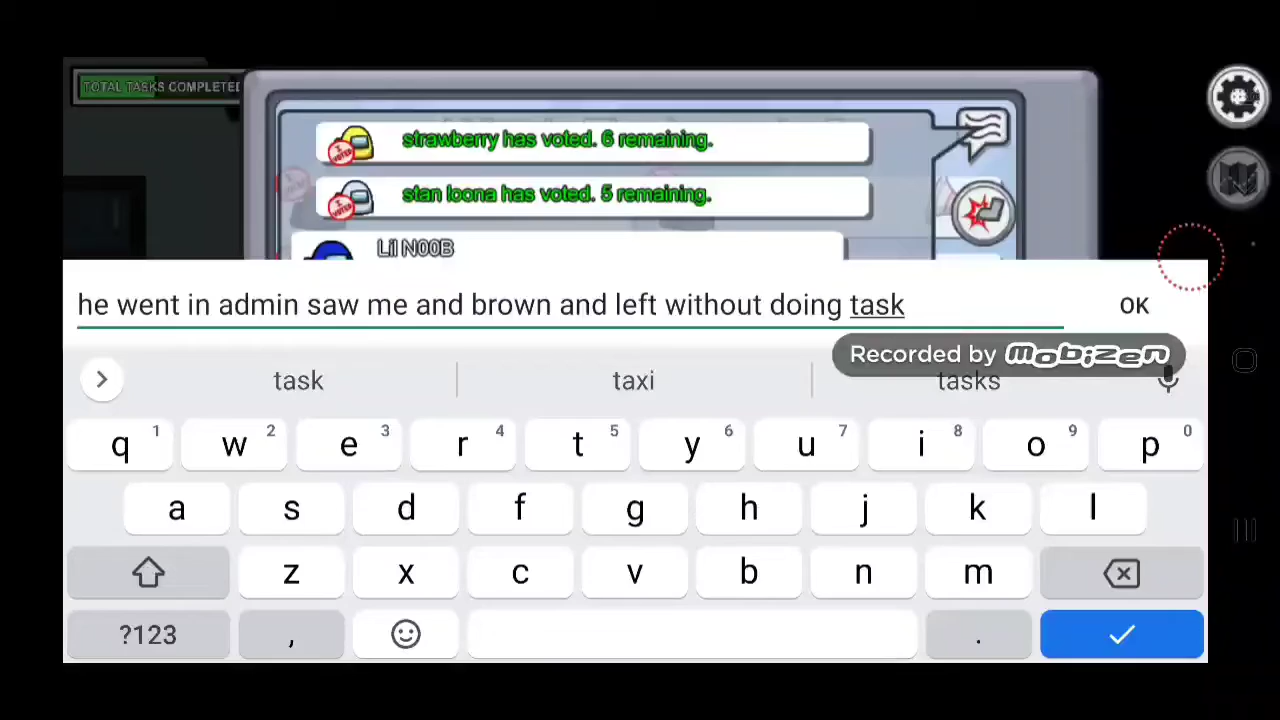 TOTAL TASKS COMPLETED
strawberry has voted. 6 remaining.
I VOTED
stan loona has voted. 5 remaining.
I VOTED
Lil N00B
he went in admin saw me and brown and left without doing task
OK
Recorded by mobizen
task taxi tasks
q 1 w 2 e 3 r 4 t 5 y 6 u 7 i 8 o 9 p 0
a s d f g h j k l
z x c v b n m
?123 , .